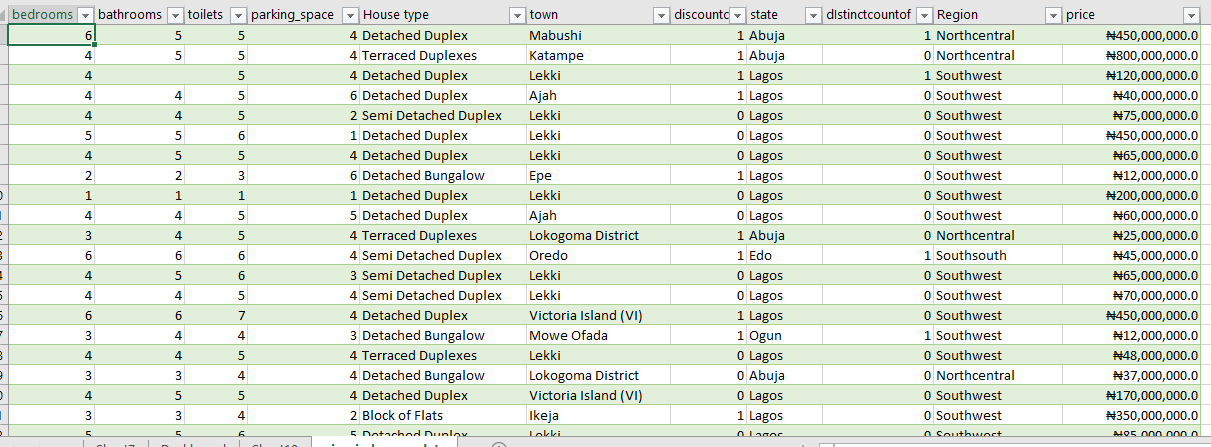 bedrooms bathrooms toilets parking_space House type town discountc state distinctcountof Region price
6 5 5 4 Detached Duplex Mabushi 1 Abuja 1 Northcentral ₦450,000,000.0
4 5 5 4 Terraced Duplexes Katampe 1 Abuja 0 Northcentral ₦800,000,000.0
4 5 4 Detached Duplex Lekki 1 Lagos 1 Southwest ₦120,000,000.0
4 4 5 6 Detached Duplex Ajah 1 Lagos 0 Southwest ₦40,000,000.0
4 4 5 2 Semi Detached Duplex Lekki 0 Lagos 0 Southwest ₦75,000,000.0
5 5 6 1 Detached Duplex Lekki 0 Lagos 0 Southwest ₦450,000,000.0
4 5 5 4 Detached Duplex Lekki 0 Lagos 0 Southwest ₦65,000,000.0
2 2 3 6 Detached Bungalow Epe 1 Lagos 0 Southwest ₦12,000,000.0
1 1 1 1 Detached Duplex Lekki 0 Lagos 0 Southwest ₦200,000,000.0
4 4 5 5 Detached Duplex Ajah 0 Lagos 0 Southwest ₦60,000,000.0
3 4 5 4 Terraced Duplexes Lokogoma District 1 Abuja 0 Northcentral ₦25,000,000.0
6 6 6 4 Semi Detached Duplex Oredo 1 Edo 1 Southsouth ₦45,000,000.0
4 5 6 3 Semi Detached Duplex Lekki 0 Lagos 0 Southwest ₦65,000,000.0
4 4 5 4 Semi Detached Duplex Lekki 0 Lagos 0 Southwest ₦70,000,000.0
6 6 7 4 Detached Duplex Victoria Island (VI) 1 Lagos 0 Southwest ₦450,000,000.0
3 4 4 3 Detached Bungalow Mowe Ofada 1 Ogun 1 Southwest ₦12,000,000.0
4 4 5 4 Terraced Duplexes Lekki 0 Lagos 0 Southwest ₦48,000,000.0
3 3 4 4 Detached Bungalow Lokogoma District 0 Abuja 0 Northcentral ₦37,000,000.0
4 5 5 4 Detached Duplex Victoria Island (VI) 0 Lagos 0 Southwest ₦170,000,000.0
3 3 4 2 Block of Flats Ikeja 1 Lagos 0 Southwest ₦350,000,000.0
5 5 6 5 Detached Duplex Lekki 0 Lagos 0 Southwest ₦85,000,000.0